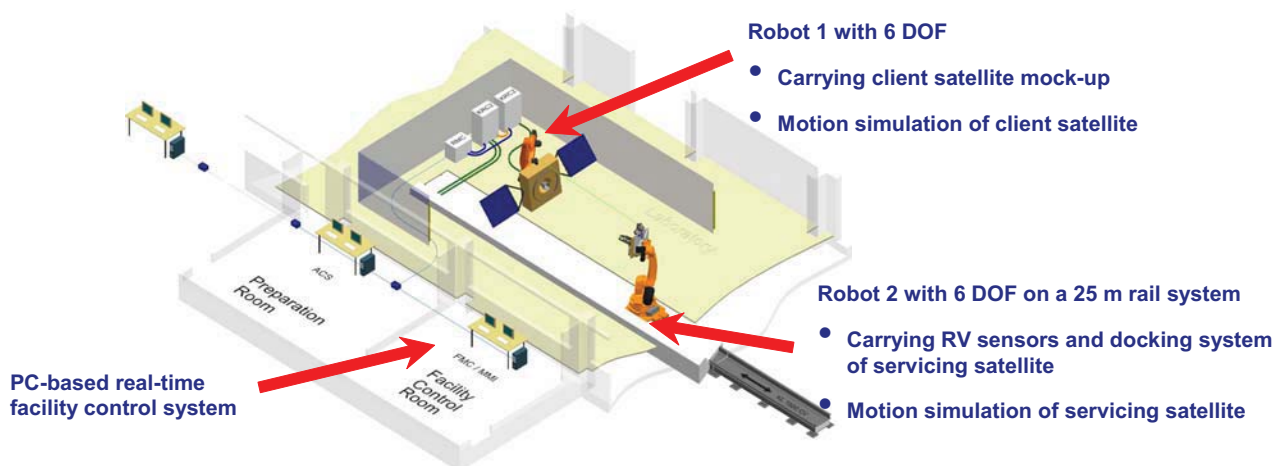 Robot 1 with 6 DOF
• Carrying client satellite mock-up
• Motion simulation of client satellite
Laboratory
ACS
Preparation
Room
Robot 2 with 6 DOF on a 25 m rail system
• Carrying RV sensors and docking system
of servicing satellite
• Motion simulation of servicing satellite
FMC / MMI
Facility
Control
Room
PC-based real-time
facility control system